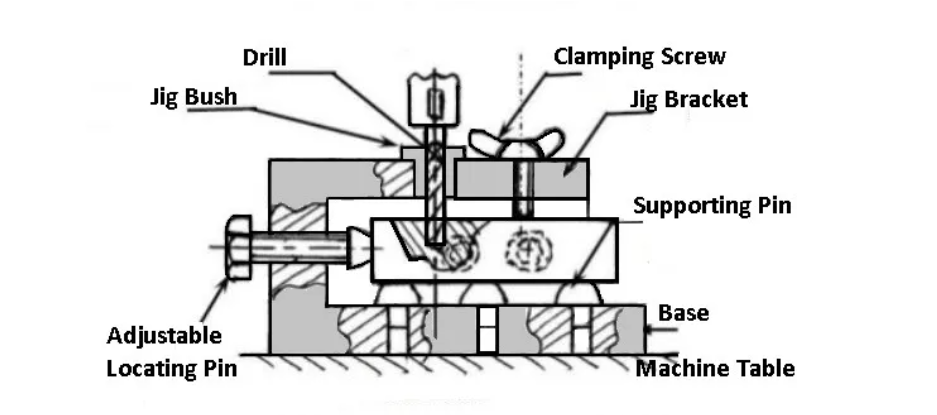 Drill
Clamping Screw
Jig Bush
Jig Bracket
Supporting Pin
Base
Adjustable
Locating Pin
Machine Table